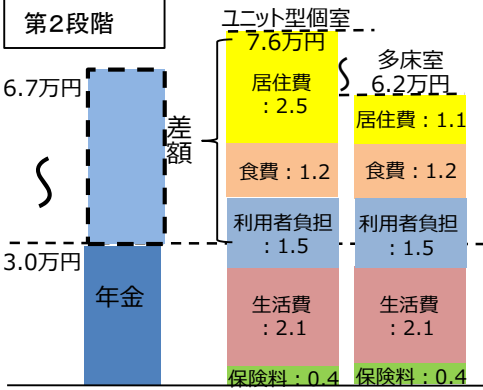 第2段階
6.7万円
3.0万円
年金
差額
ユニット型個室
7.6万円
居住費
：2.5
食費：1.2
利用者負担
：1.5
生活費
：2.1
保険料：0.4
多床室
6.2万円
居住費：1.1
食費：1.2
利用者負担
：1.5
生活費
：2.1
保険料：0.4